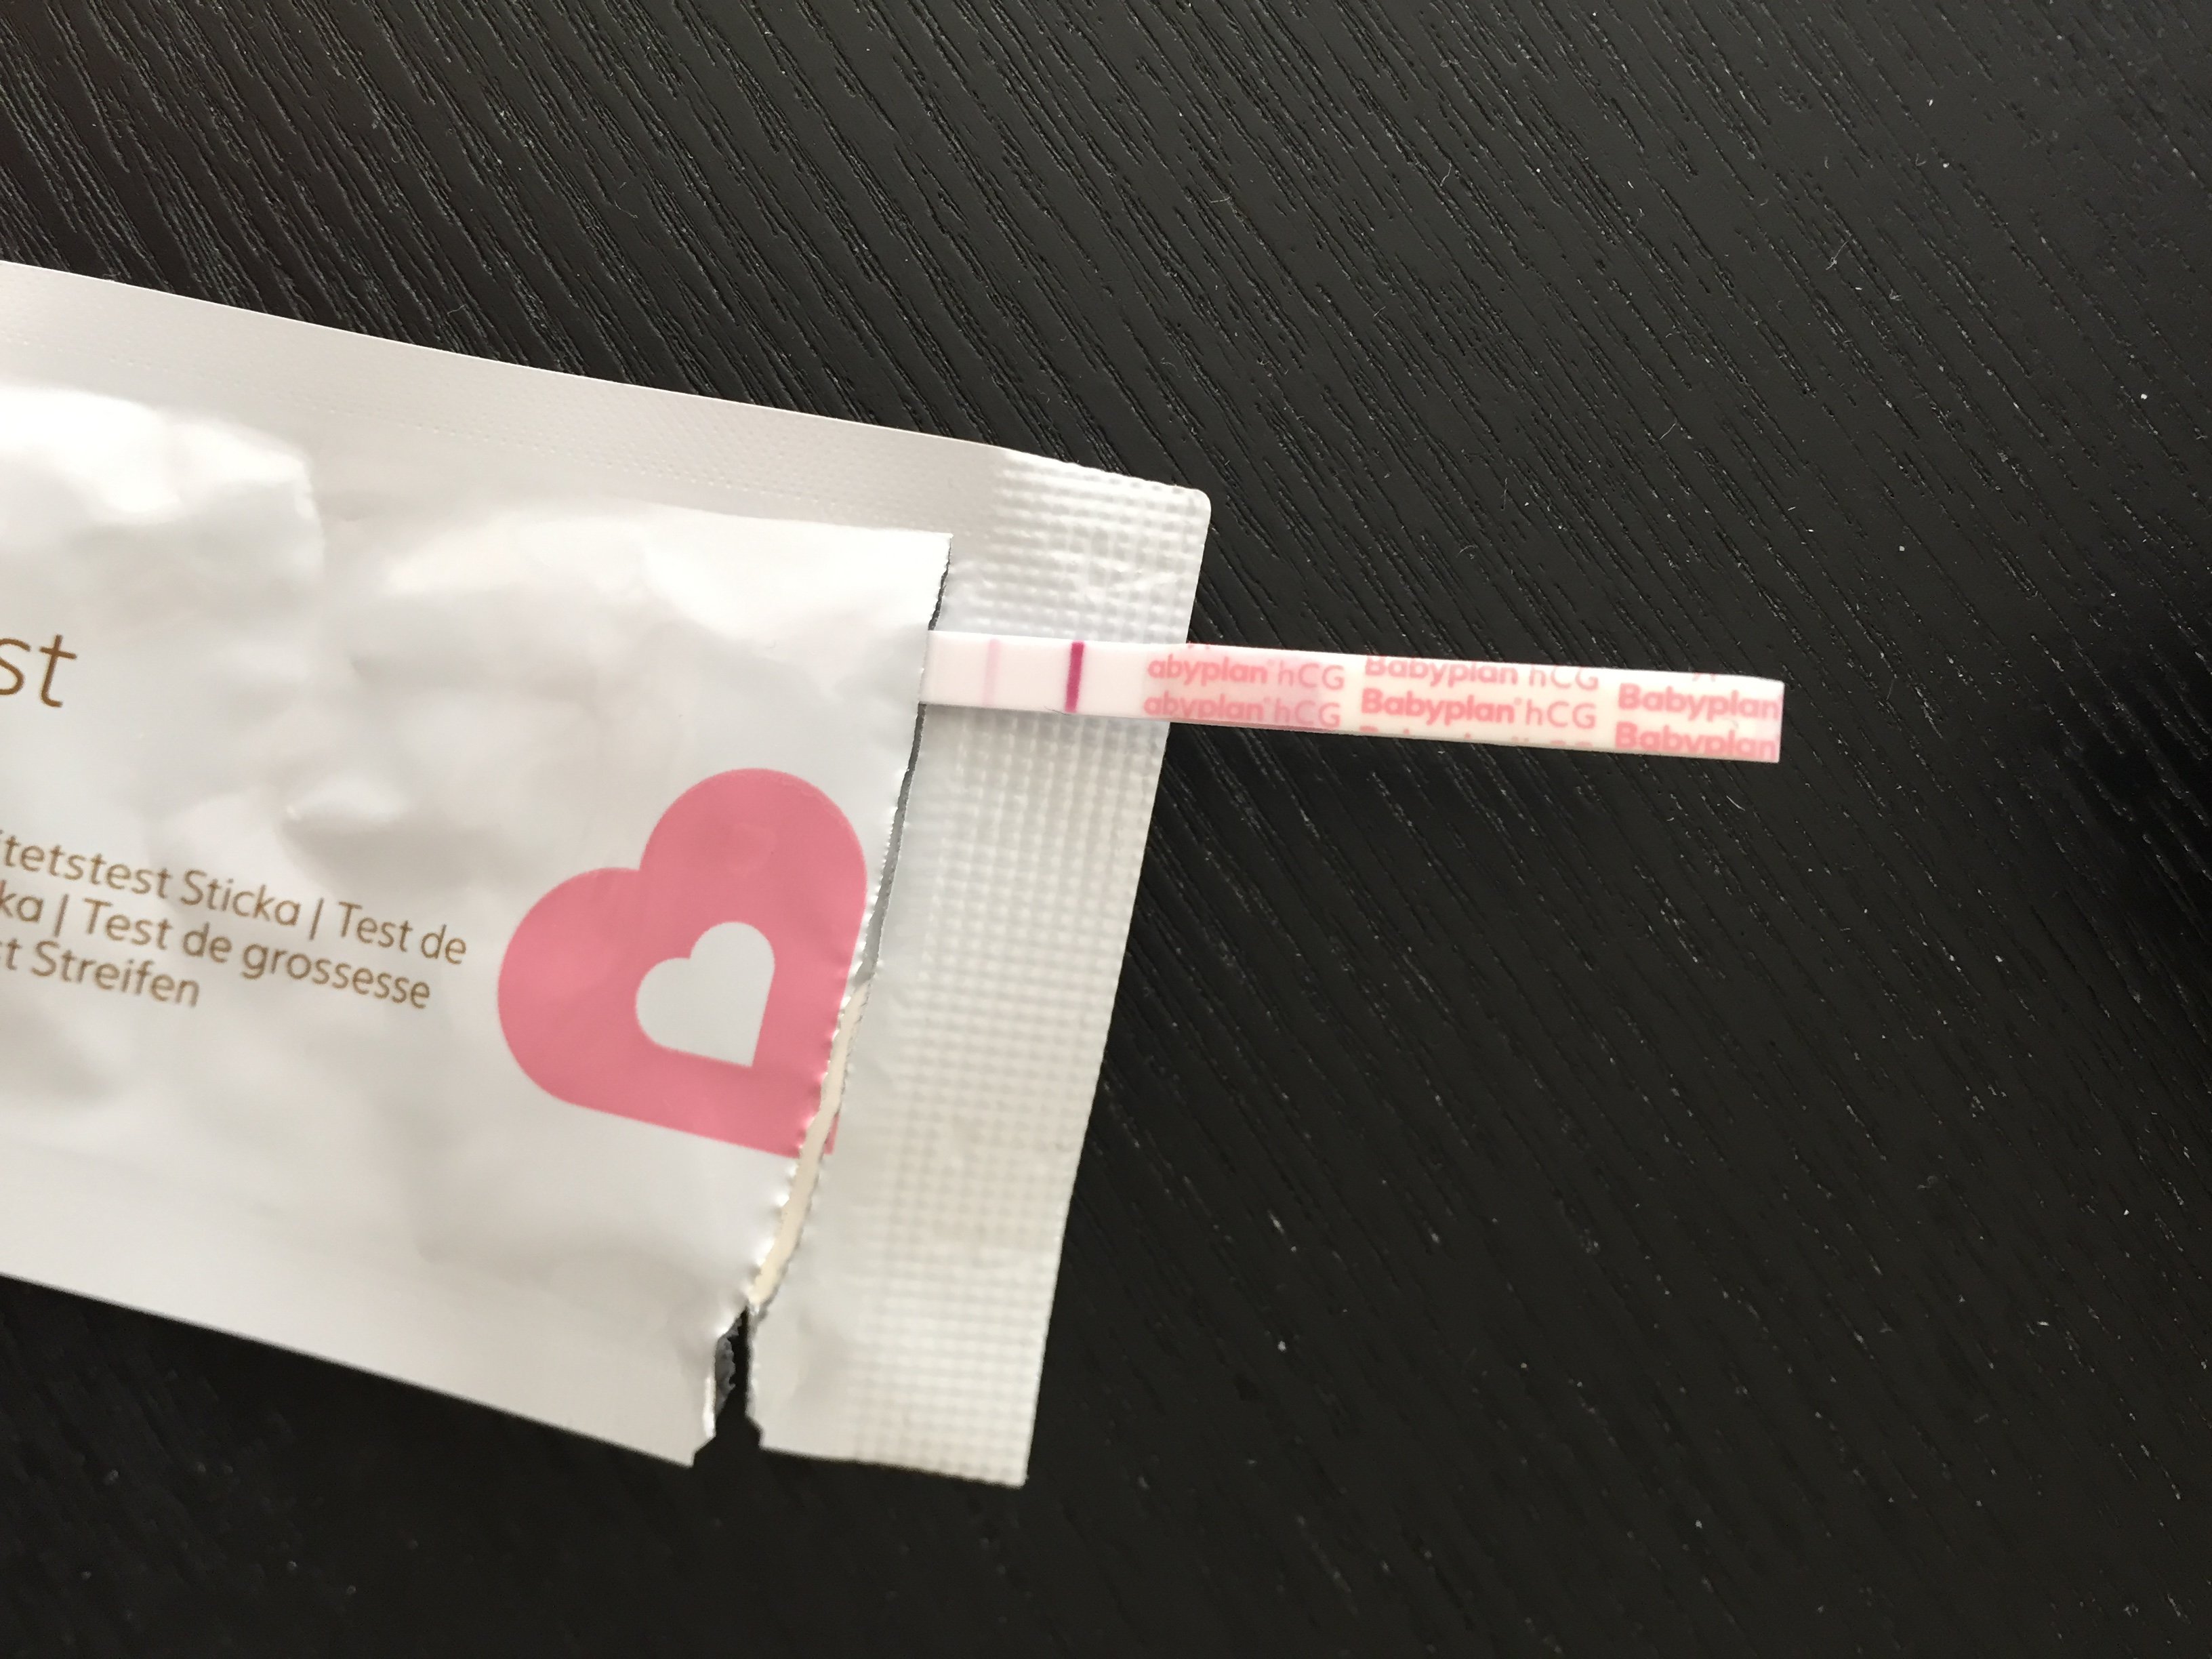 st
itetstest Sticka | Test de
ka | Test de grossesse
st Streifen
abyplan hCG Babyplan hCG
abyplan hCG Babyplan® hCG Babyplan
Babyplan